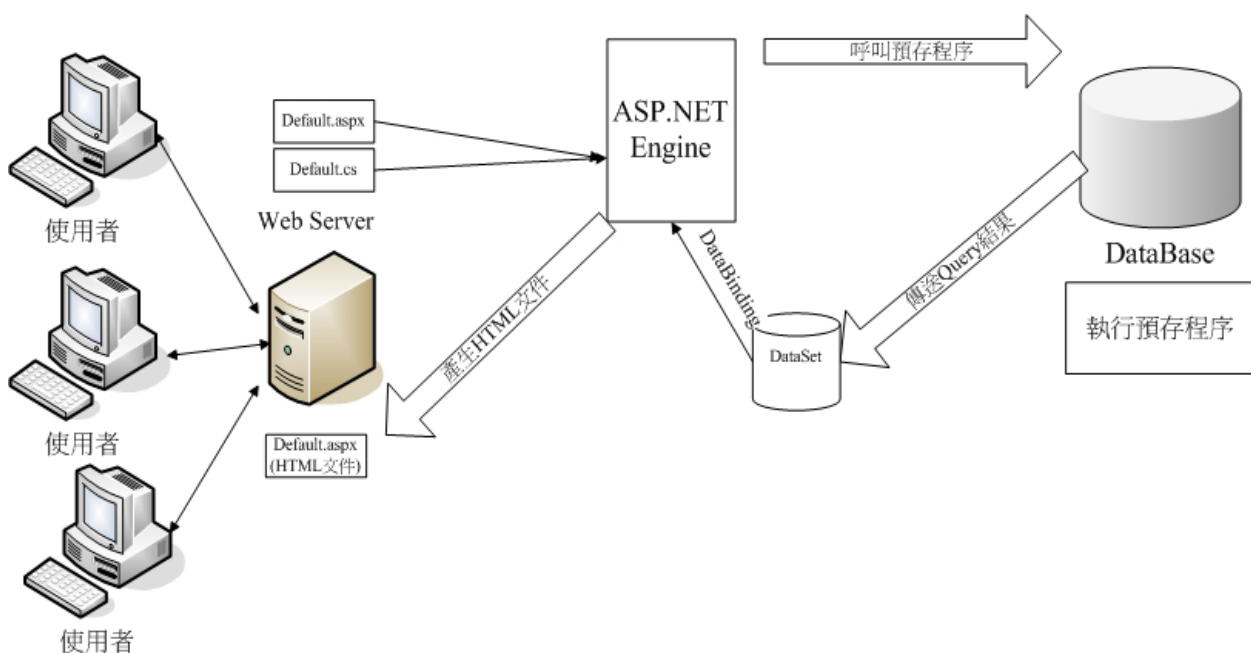 呼叫預存程序
ASP.NET
Engine
Default.aspx
Default.cs
Web Server
使用者
DataBinding
傳送Query結果
DataBase
產生HTML文件
執行預存程序
DataSet
使用者
Default.aspx
(HTML文件)
使用者